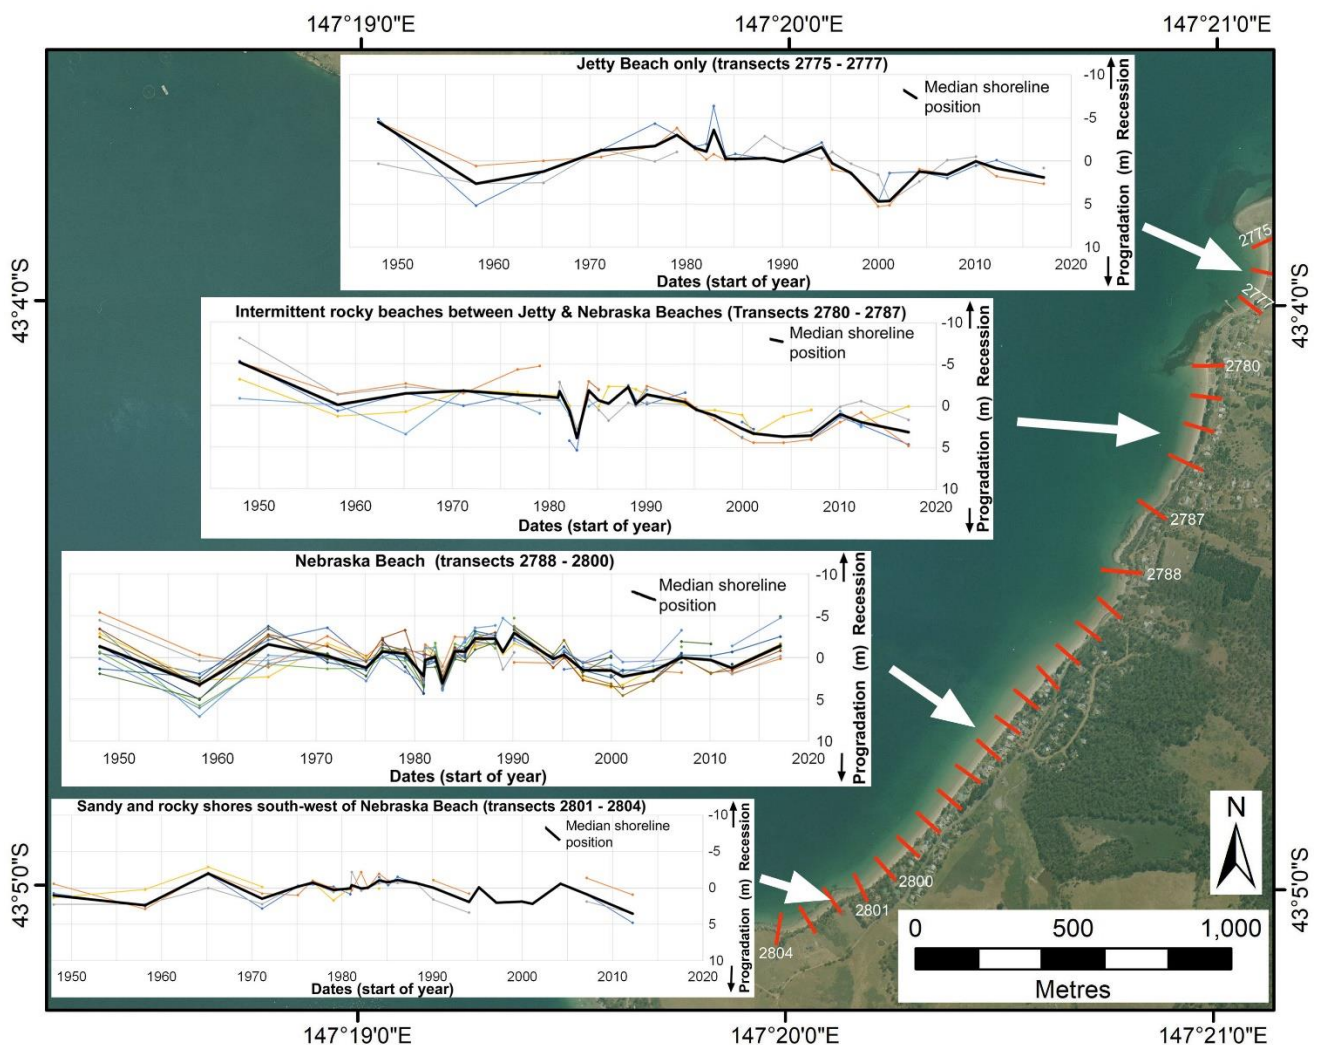 147°19'0"E 147°20'0"E 147°21'0"E
Jetty Beach only (transects 2775 - 2777)
Median shoreline
position
-10
-5
0
5
10
Progradation (m) Recession
1950 1960 1970 1980 1990 2000 2010 2020
Dates (start of year)
2775
2777
43°4'0"S
43°4'0"S
Intermittent rocky beaches between Jetty & Nebraska Beaches (Transects 2780 - 2787)
Median shoreline
position
-10
-5
0
5
10
Progradation (m) Recession
1950 1960 1970 1980 1990 2000 2010 2020
Dates (start of year)
2780
2787
Nebraska Beach (transects 2788 - 2800)
Median shoreline
position
-10
-5
0
5
10
Progradation (m) Recession
1950 1960 1970 1980 1990 2000 2010 2020
Dates (start of year)
2788
Sandy and rocky shores south-west of Nebraska Beach (transects 2801 - 2804)
Median shoreline
position
-10
-5
0
5
10
Progradation (m) Recession
1950 1960 1970 1980 1990 2000 2010 2020
Dates (start of year)
2800
2801
2804
43°5'0"S
43°5'0"S
N
0 500 1,000
Metres
147°19'0"E 147°20'0"E 147°21'0"E